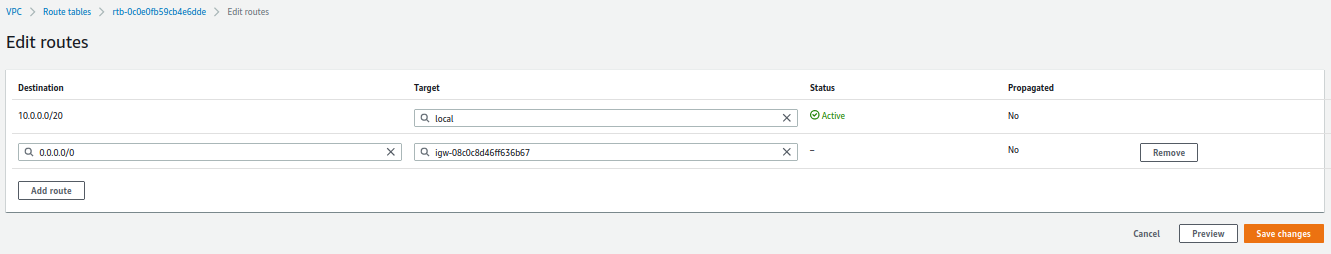 VPC > Route tables > rtb-0c0e0fb59cb4e6dde > Edit routes
Edit routes
Destination Target Status Propagated
10.0.0.0/20 local Active No
0.0.0.0/0 igw-08c0c8d46ff636b67 – No Remove
Add route
Cancel Preview Save changes